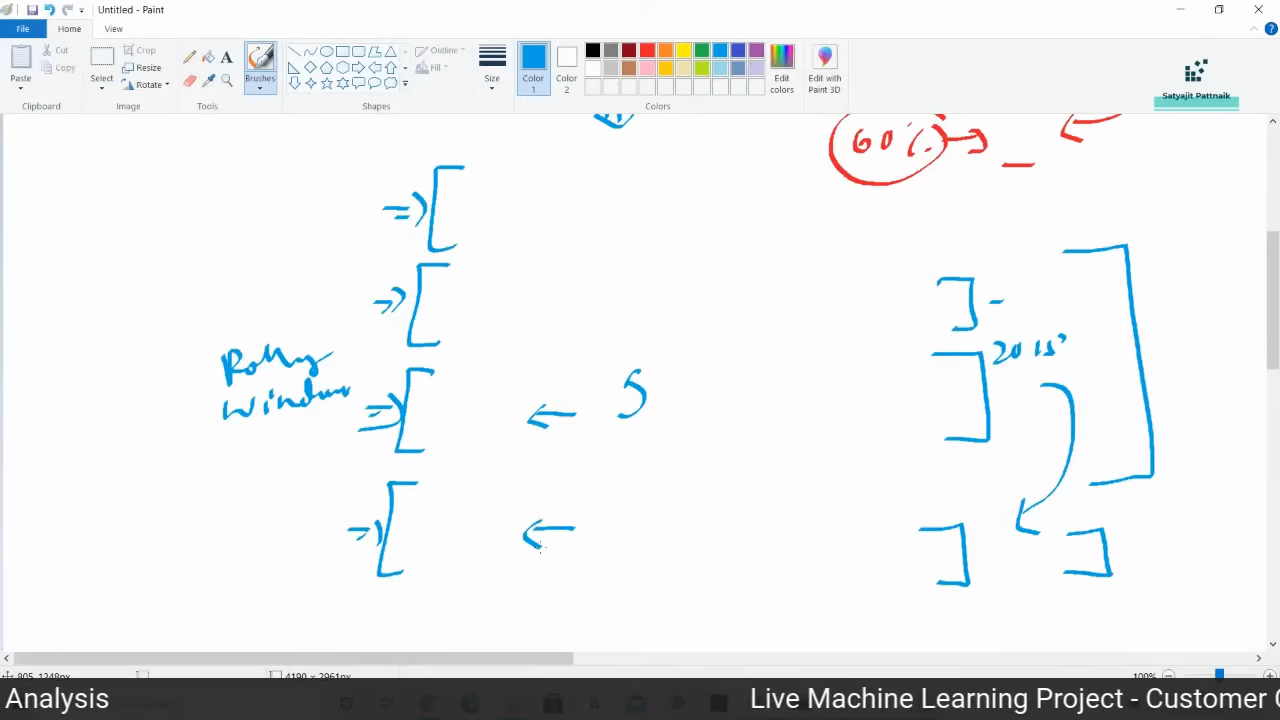 Untitled - Paint
File
Home
View
Paste
Cut
Copy
Clipboard
Select
Crop
Resize
Rotate
Image
A
Tools
Brushes
Shapes
Outline
Fill
Size
Color
1
Color
2
Colors
Edit
colors
Edit with
Paint 3D
Satyajit Pattnaik
60%
Rolling
Window
5
100%
Analysis
Live Machine Learning Project - Customer